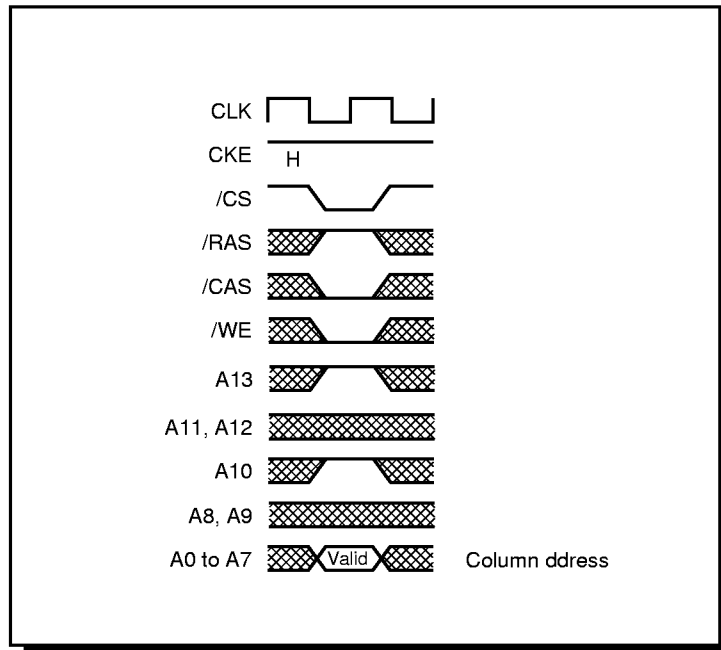 CLK
CKE H
/CS
/RAS
/CAS
/WE
A13
A11, A12
A10
A8, A9
A0 to A7 Valid Column ddress